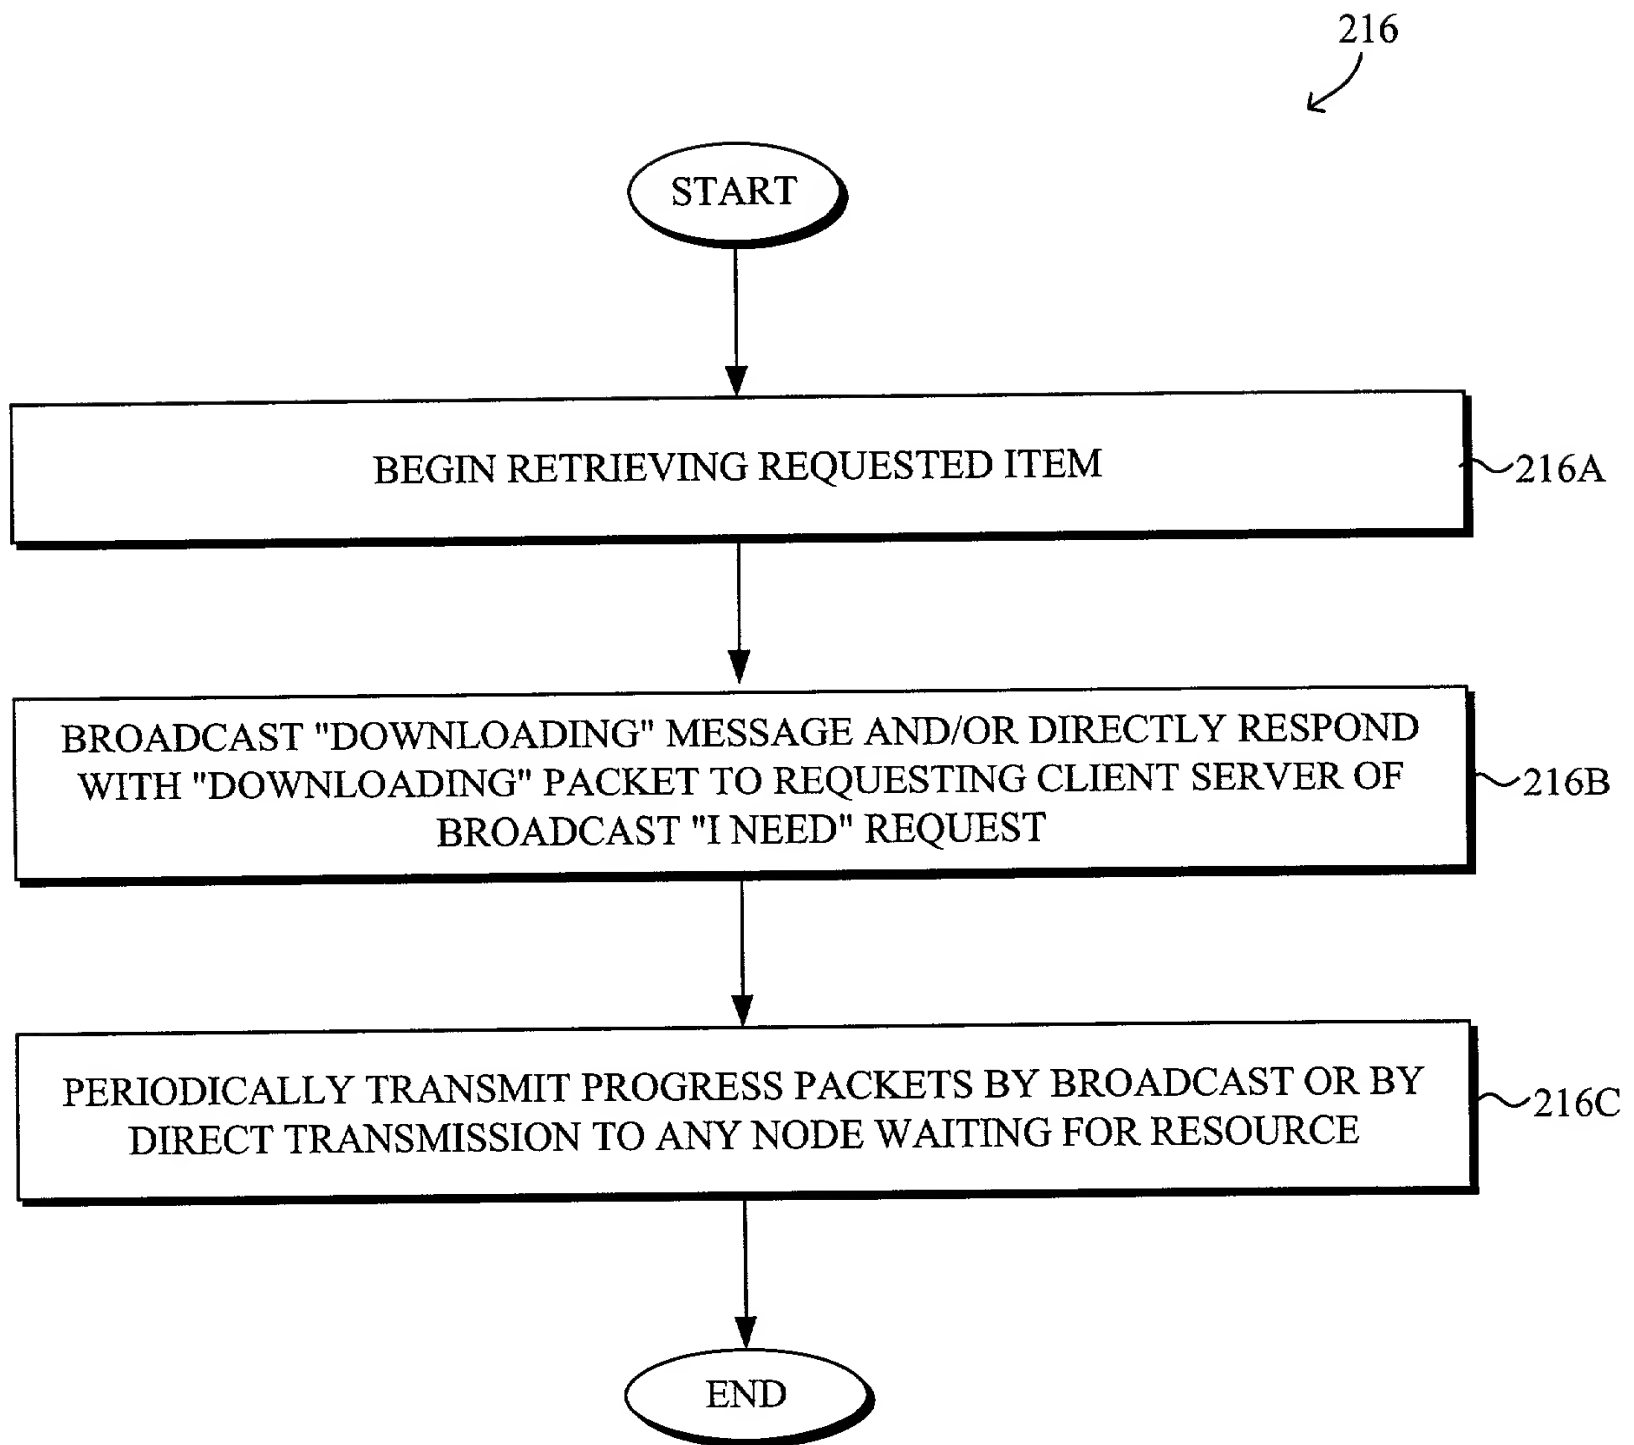 216
START
BEGIN RETRIEVING REQUESTED ITEM
216A
BROADCAST "DOWNLOADING" MESSAGE AND/OR DIRECTLY RESPOND
WITH "DOWNLOADING" PACKET TO REQUESTING CLIENT SERVER OF
BROADCAST "I NEED" REQUEST
216B
PERIODICALLY TRANSMIT PROGRESS PACKETS BY BROADCAST OR BY
DIRECT TRANSMISSION TO ANY NODE WAITING FOR RESOURCE
216C
END